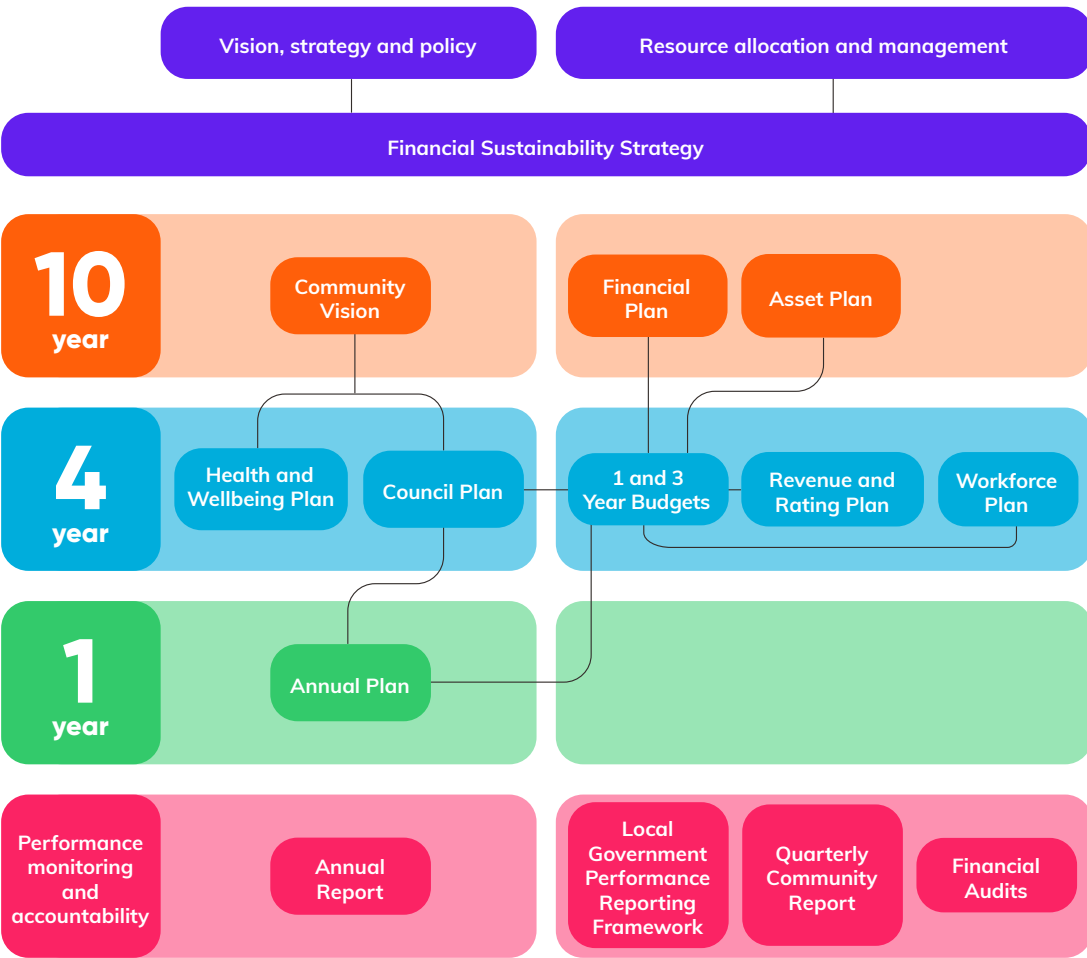 Vision, strategy and policy
Resource allocation and management
Financial Sustainability Strategy
10
year
Community
Vision
Financial
Plan
Asset Plan
4
year
Health and
Wellbeing Plan
Council Plan
1 and 3
Year Budgets
Revenue and
Rating Plan
Workforce
Plan
1
year
Annual Plan
Performance
monitoring
and
accountability
Annual
Report
Local
Government
Performance
Reporting
Framework
Quarterly
Community
Report
Financial
Audits